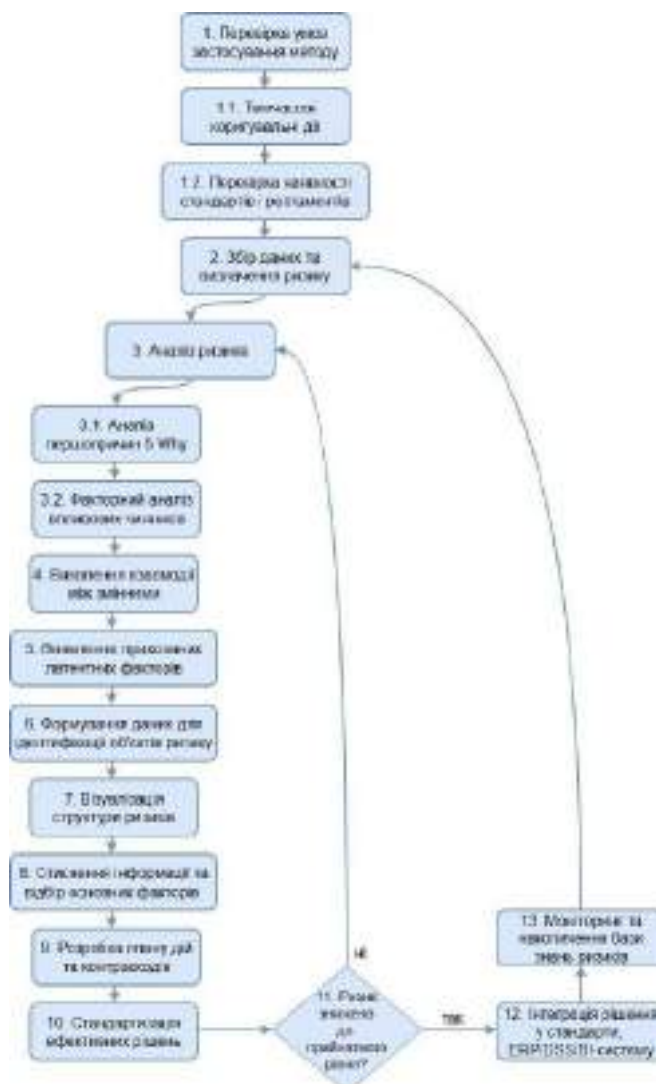 1. Перевірка умов
застосування методу
1.1. Тимчасові
коригувальні дії
1.2. Перевірка наявності
стандартів і регламентів
2. Збір даних та
визначення ризику
3. Аналіз ризиків
3.1. Аналіз
першопричин 5 Why
3.2. Факторний аналіз
впливових чинників
4. Виявлення взаємодії
між змінними
5. Виявлення прихованих
латентних факторів
6. Формування даних для
ідентифікації об'єктів ризику
7. Візуалізація
структури ризиків
8. Стиснення інформації та
відбір основних факторів
9. Розробка плану дій
та контрзаходів
10. Стандартизація
ефективних рішень
11. Ризик
знижено
до
прийнятного
рівня?
ні
так
12. Інтеграція рішення
у стандарти,
ERP/DSS/BI-систему
13. Моніторинг та
накопичення бази
знань ризиків